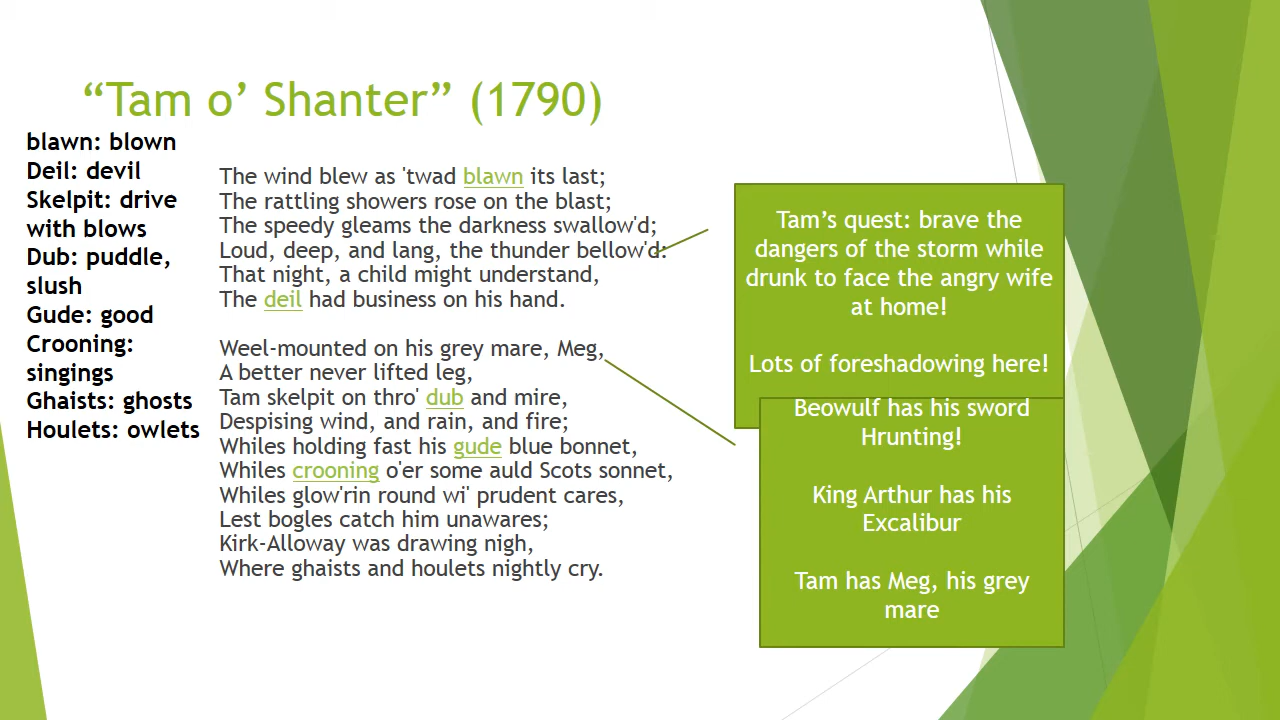 “Tam o’ Shanter” (1790)
blawn: blown
Deil: devil
Skelpit: drive
with blows
Dub: puddle,
slush
Gude: good
Crooning:
singings
Ghaists: ghosts
Houlets: owlets
The wind blew as 'twad blawn its last;
The rattling showers rose on the blast;
The speedy gleams the darkness swallow'd;
Loud, deep, and lang, the thunder bellow'd:
That night, a child might understand,
The deil had business on his hand.
Weel-mounted on his grey mare, Meg,
A better never lifted leg,
Tam skelpit on thro' dub and mire,
Despising wind, and rain, and fire;
Whiles holding fast his gude blue bonnet,
Whiles crooning o'er some auld Scots sonnet,
Whiles glow'rin round wi' prudent cares,
Lest bogles catch him unawares;
Kirk-Alloway was drawing nigh,
Where ghaists and houlets nightly cry.
Tam’s quest: brave the
dangers of the storm while
drunk to face the angry wife
at home!
Lots of foreshadowing here!
Beowulf has his sword
Hrunting!
King Arthur has his
Excalibur
Tam has Meg, his grey
mare